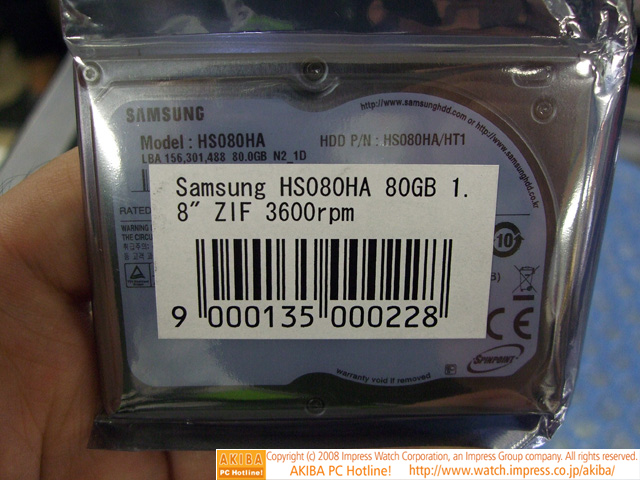 SAMSUNG
http://www.samsunghdd.com or http://www.samsunghdd.co.kr
Model : HS080HA
HDD P/N : HS080HA/HT1
LBA 156,301,488 80.0GB N2_1D
Samsung HS080HA 80GB 1.
8" ZIF 3600rpm
RATED
WARNING
THE CIRCU
10
9 000135 000228
CE
SPINPOINT
warranty void if removed
AKIBA
PC Hotline!
Copyright (c) 2008 Impress Watch Corporation, an Impress Group company. All rights reserved.
AKIBA PC Hotline! http://www.watch.impress.co.jp/akiba/